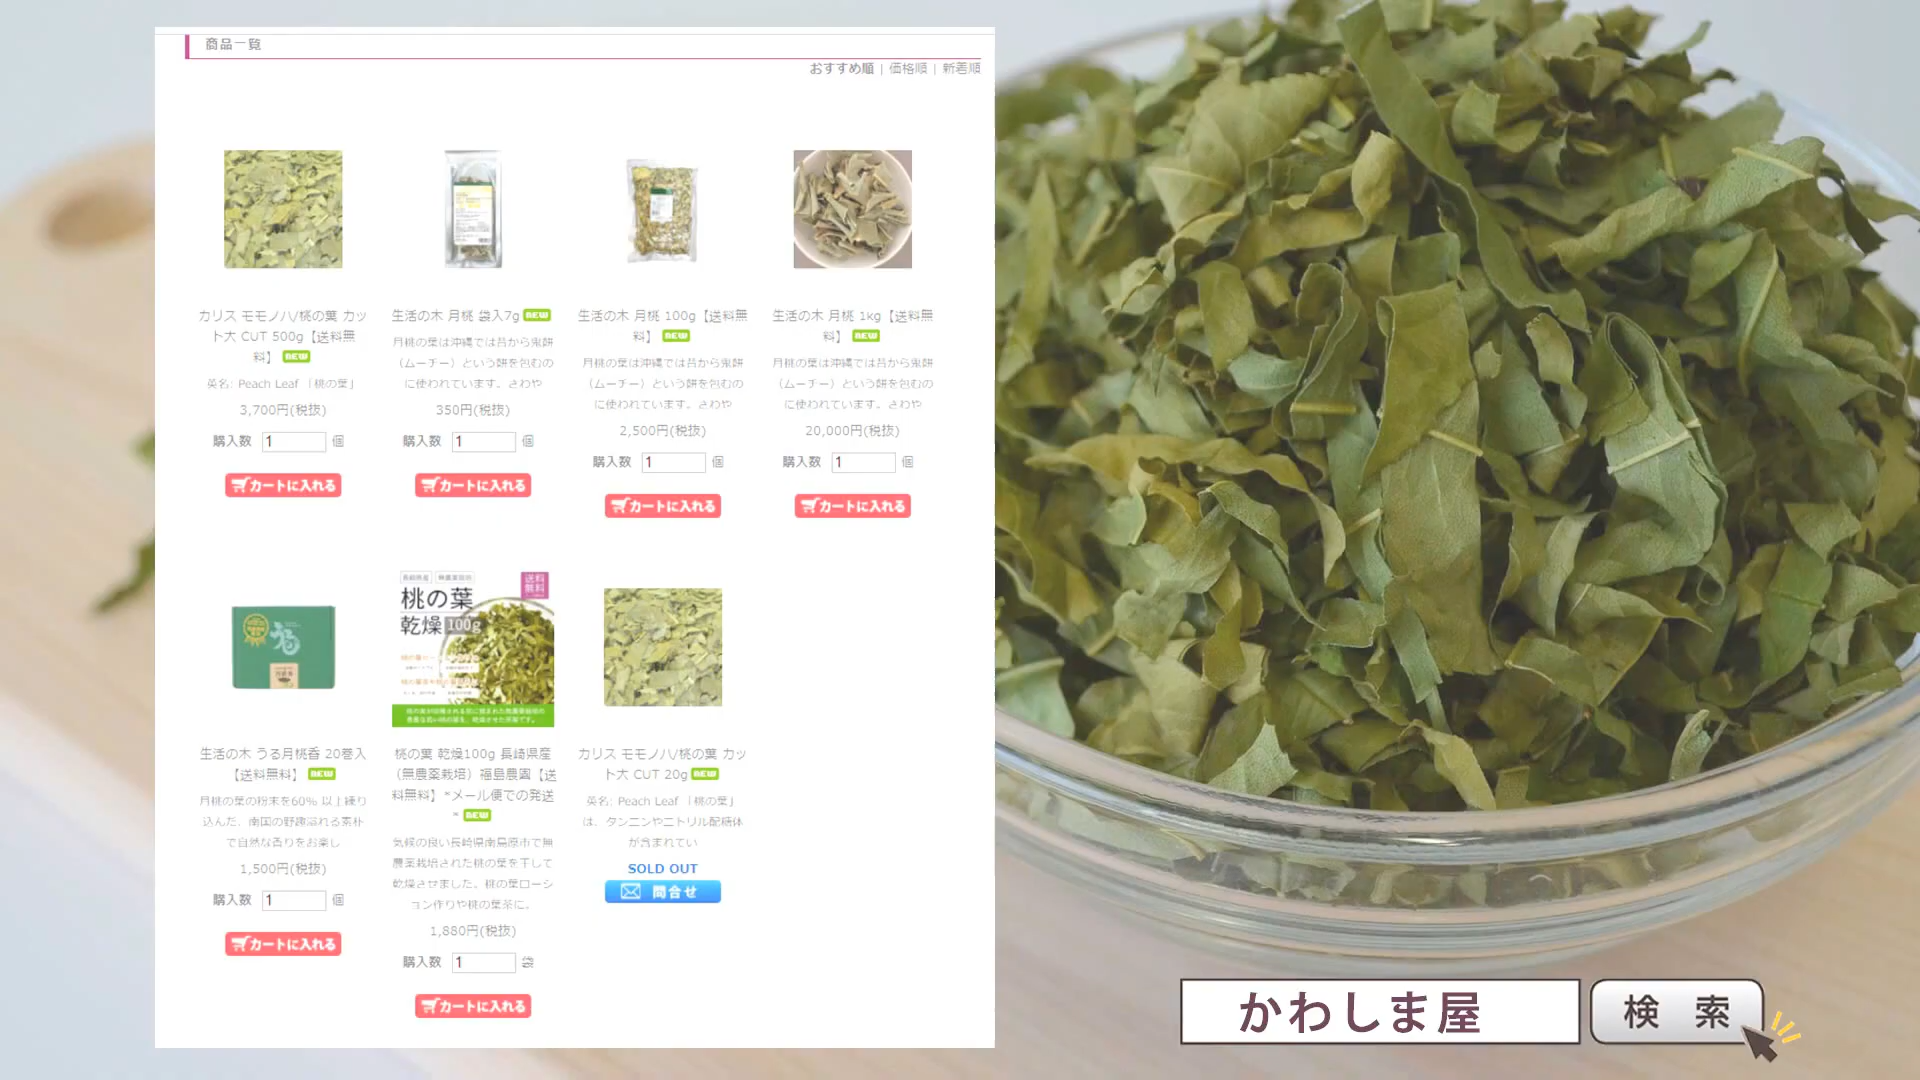 商品一覧
おすすめ順 | 価格順 | 新着順
カリス モモノハ/桃の葉 カッ
ト大 CUT 500g【送料無
料】 NEW
英名: Peach Leaf 「桃の葉」
3,700円(税抜)
購入数 1 個
カートに入れる
生活の木 月桃 袋入7g NEW
月桃の葉は沖縄では昔から鬼餅
（ムーチー）という餅を包むの
に使われています。さわや
350円(税抜)
購入数 1 個
カートに入れる
生活の木 月桃 100g【送料無
料】 NEW
月桃の葉は沖縄では昔から鬼餅
（ムーチー）という餅を包むの
に使われています。さわや
2,500円(税抜)
購入数 1 個
カートに入れる
生活の木 月桃 1kg【送料無
料】 NEW
月桃の葉は沖縄では昔から鬼餅
（ムーチー）という餅を包むの
に使われています。さわや
20,000円(税抜)
購入数 1 個
カートに入れる
うる
生活の木 うる月桃香 20巻入
【送料無料】 NEW
月桃の葉の粉末を60% 以上練り
込んだ、南国の野趣溢れる素朴
で自然な香りをお楽し
1,500円(税抜)
購入数 1 個
カートに入れる
長崎県産 無農薬栽培
送料
無料
桃の葉
乾燥 100g
桃の葉 乾燥100g 長崎県産
（無農薬栽培）福島農園【送
料無料】*メール便での発送
* NEW
気候の良い長崎県南島原市で無
農薬栽培された桃の葉を干して
乾燥させました。桃の葉ローシ
ョン作りや桃の葉茶に。
1,880円(税抜)
購入数 1 袋
カートに入れる
カリス モモノハ/桃の葉 カッ
ト大 CUT 20g NEW
英名: Peach Leaf 「桃の葉」
は、タンニンやニトリル配糖体
が含まれてい
SOLD OUT
問合せ
かわしま屋
検 索